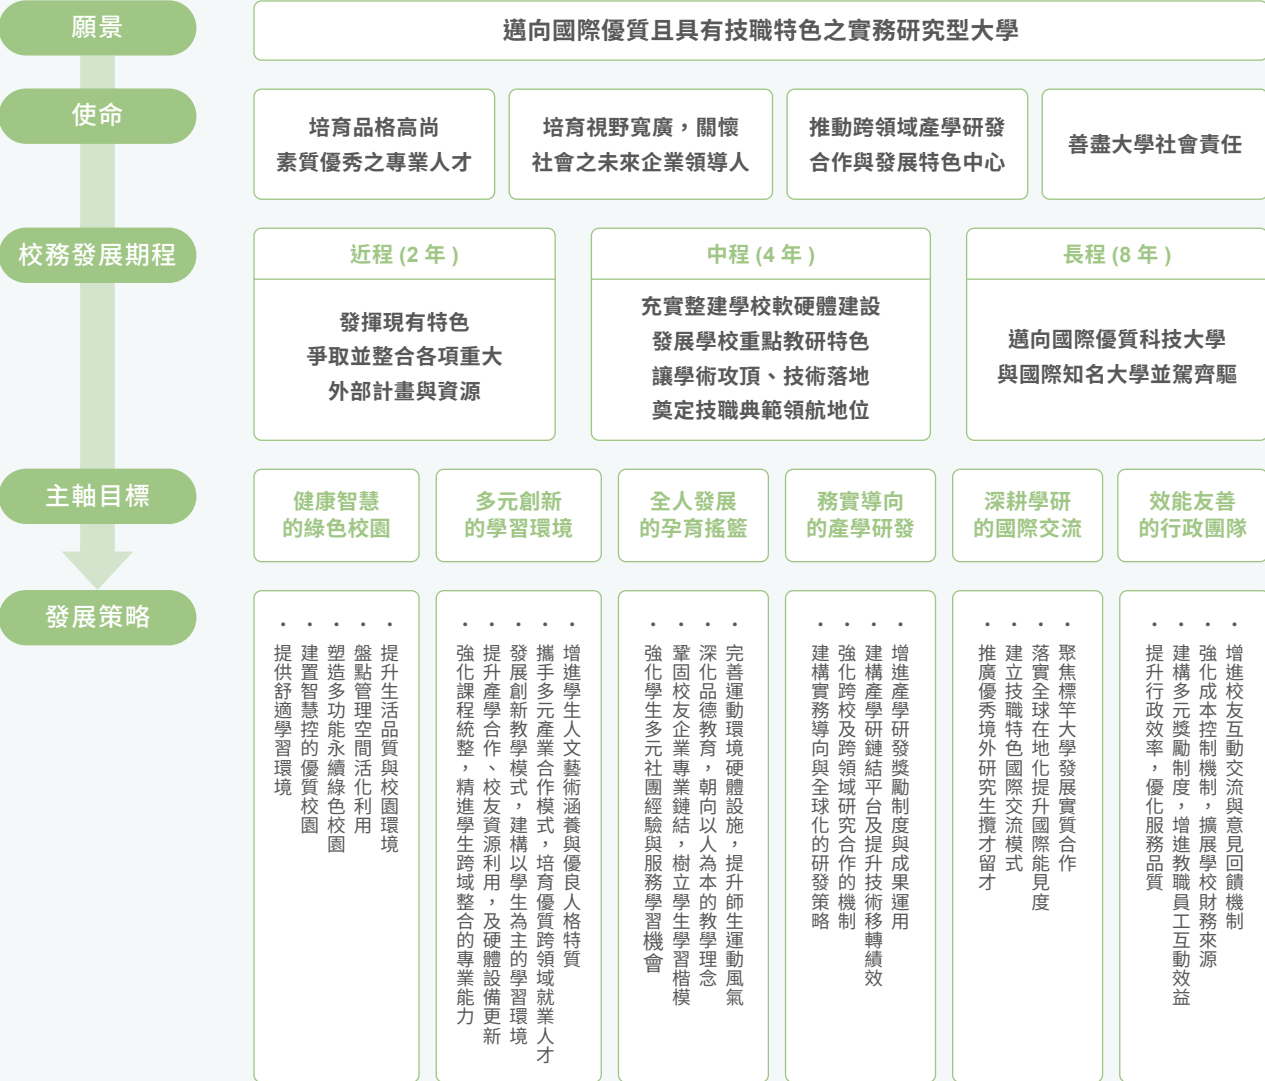 願景
邁向國際優質且具有技職特色之實務研究型大學
使命
培育品格高尚
素質優秀之專業人才
培育視野寬廣，關懷
社會之未來企業領導人
推動跨領域產學研發
合作與發展特色中心
善盡大學社會責任
校務發展期程
近程 (2 年 )
發揮現有特色
爭取並整合各項重大
外部計畫與資源
中程 (4 年 )
充實整建學校軟硬體建設
發展學校重點教研特色
讓學術攻頂、技術落地
奠定技職典範領航地位
長程 (8 年 )
邁向國際優質科技大學
與國際知名大學並駕齊驅
主軸目標
健康智慧
的綠色校園
多元創新
的學習環境
全人發展
的孕育搖籃
務實導向
的產學研發
深耕學研
的國際交流
效能友善
的行政團隊
發展策略
・提升生活品質與校園環境
・盤點管理空間活化利用
・塑造多功能永續綠色校園
・建置智慧控的優質校園
・提供舒適學習環境
・增進學生人文藝術涵養與優良人格特質
・攜手多元產業合作模式，培育優質跨領域就業人才
・發展創新教學模式，建構以學生為主的學習環境
・提升產學合作、校友資源利用，及硬體設備更新
・強化課程統整，精進學生跨域整合的專業能力
・完善運動環境硬體設施，提升師生運動風氣
・深化品德教育，朝向以人為本的教學理念
・鞏固校友企業專業鏈結，樹立學生學習楷模
・強化學生多元社團經驗與服務學習機會
・增進產學研發獎勵制度與成果運用
・建構產學研鏈結平台及提升技術移轉績效
・強化跨校及跨領域研究合作的機制
・建構實務導向與全球化的研發策略
・聚焦標竿大學發展實質合作
・落實全球在地化提升國際能見度
・建立技職特色國際交流模式
・推廣優秀境外研究生攬才留才
・增進校友互動交流與意見回饋機制
・強化成本控制機制，擴展學校財務來源
・建構多元獎勵制度，增進教職員工互動效益
・提升行政效率，優化服務品質